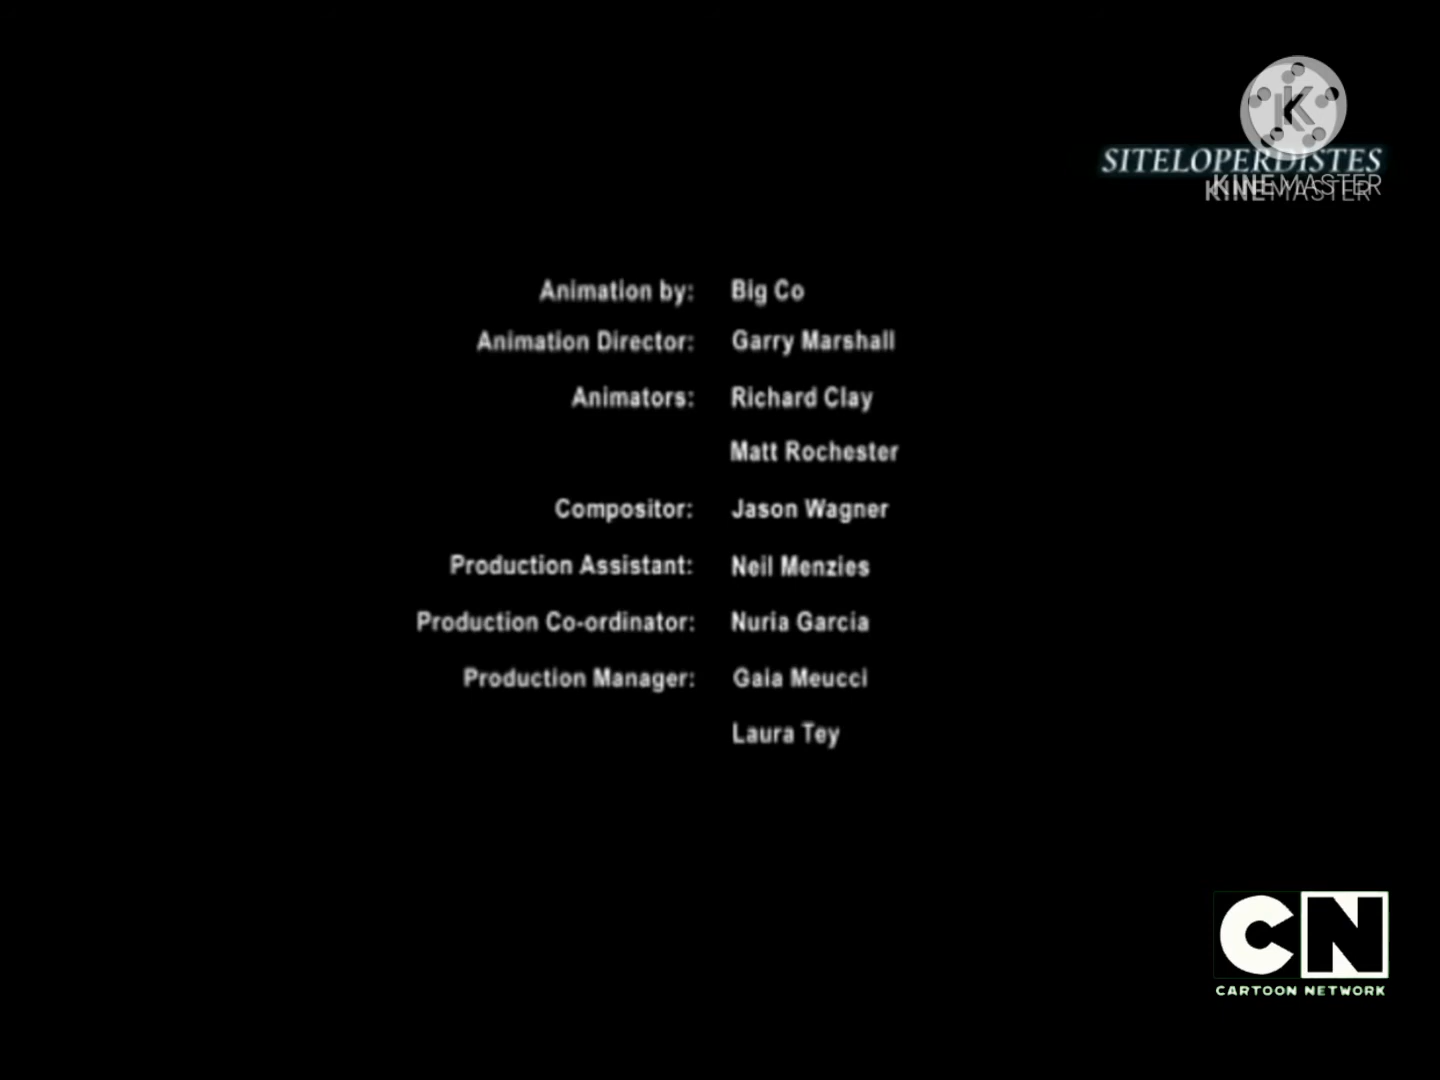 K
SITELOPERDISTES
KINEMASTER
KINEMASTER
Animation by: Big Co
Animation Director: Garry Marshall
Animators: Richard Clay
Matt Rochester
Compositor: Jason Wagner
Production Assistant: Neil Menzies
Production Co-ordinator: Nuria Garcia
Production Manager: Gaia Meucci
Laura Tey
CN
CARTOON NETWORK